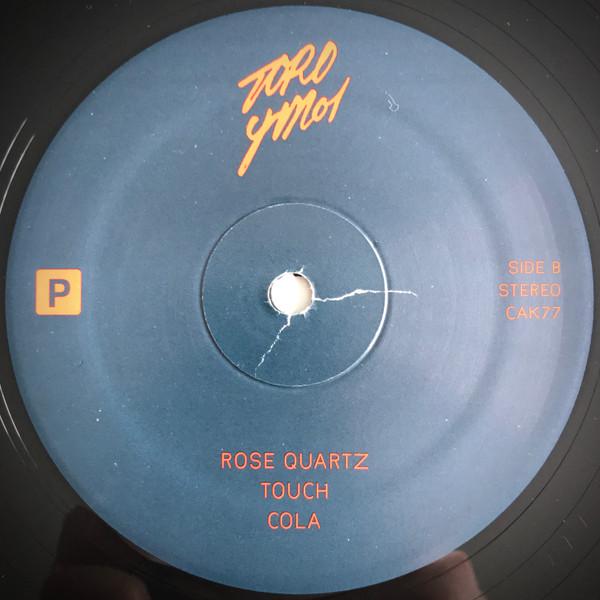 TORO
Y MOI
P
SIDE B
STEREO
CAK77
ROSE QUARTZ
TOUCH
COLA